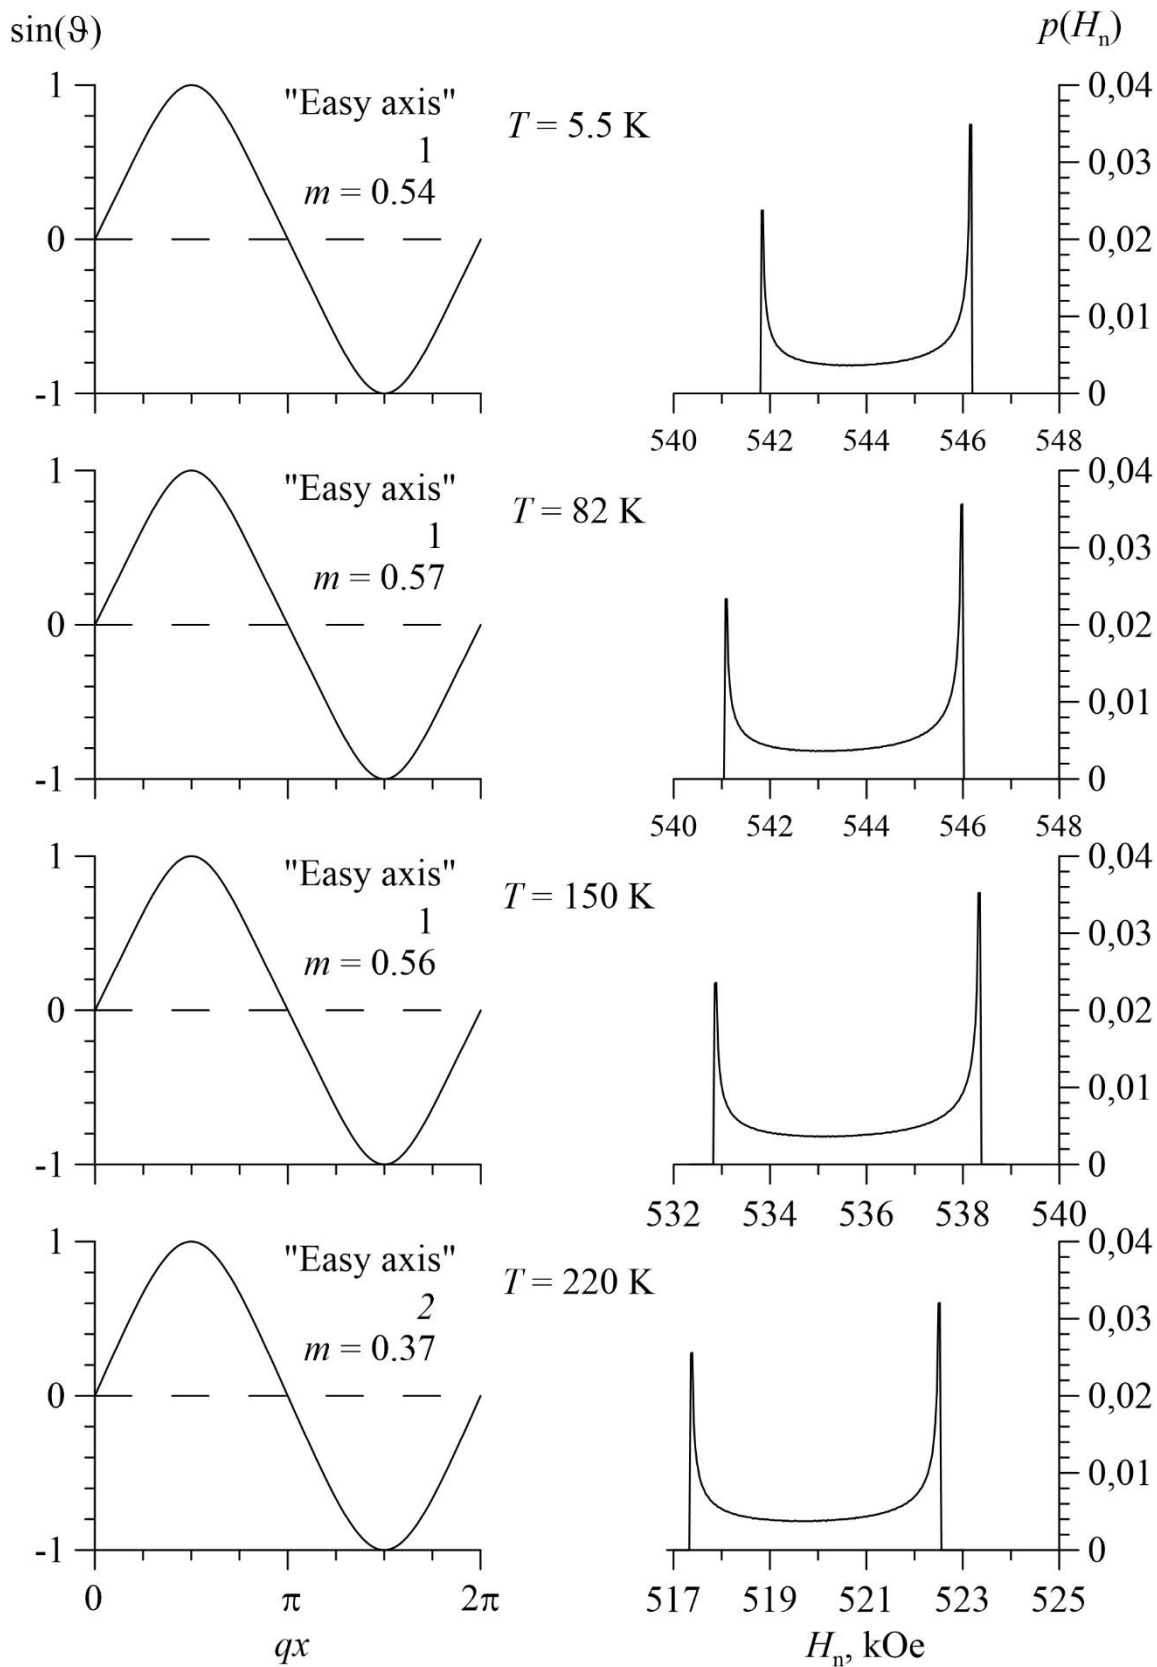 sin(ϑ)
p(Hn)
1
0
-1
"Easy axis"
1
m = 0.54
T = 5.5 K
0,04
0,03
0,02
0,01
0
540 542 544 546 548
1
0
-1
"Easy axis"
1
m = 0.57
T = 82 K
0,04
0,03
0,02
0,01
0
540 542 544 546 548
1
0
-1
"Easy axis"
1
m = 0.56
T = 150 K
0,04
0,03
0,02
0,01
0
532 534 536 538 540
1
0
-1
"Easy axis"
2
m = 0.37
T = 220 K
0,04
0,03
0,02
0,01
0
0 π 2π
qx
517 519 521 523 525
Hn, kOe